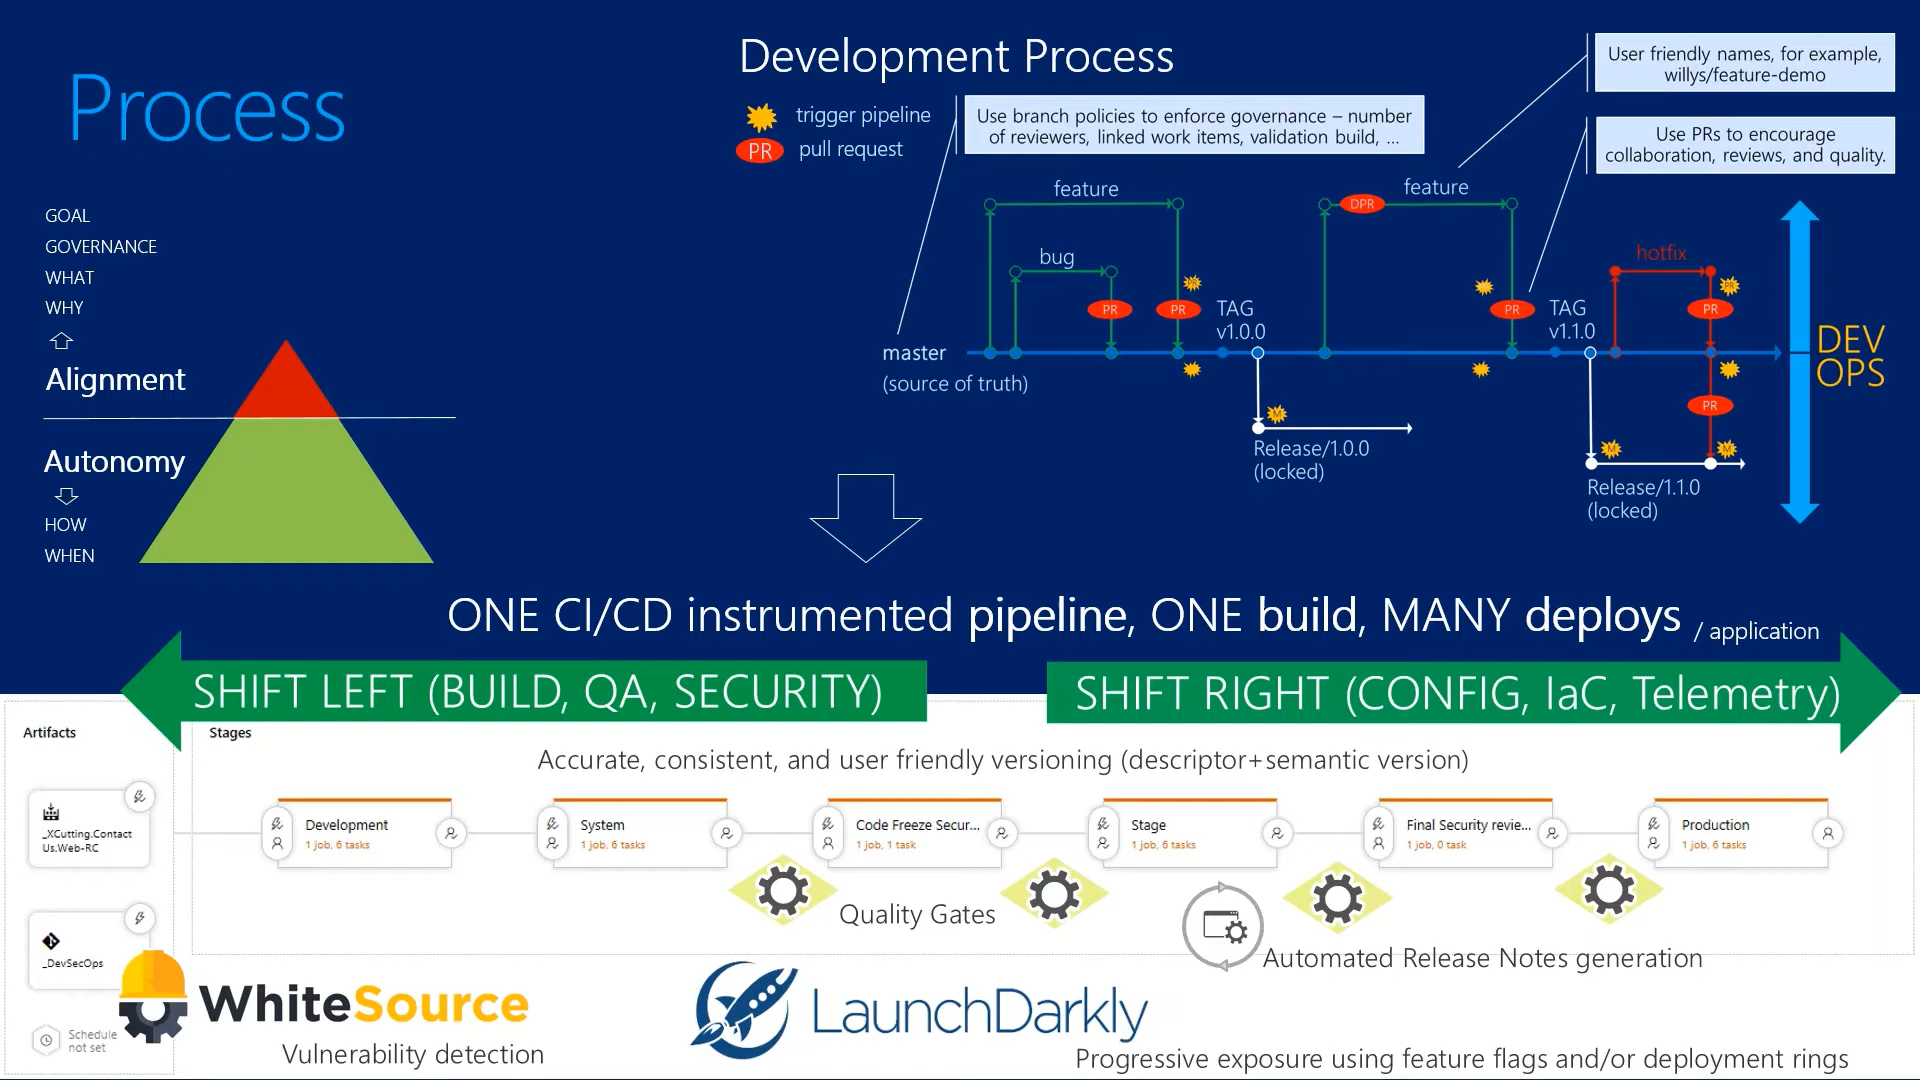 Process
GOAL
GOVERNANCE
WHAT
WHY
Alignment
Autonomy
HOW
WHEN
Development Process
trigger pipeline
PR
pull request
Use branch policies to enforce governance – number
of reviewers, linked work items, validation build, ...
User friendly names, for example,
willys/feature-demo
Use PRs to encourage
collaboration, reviews, and quality.
feature
feature
DPR
bug
hotfix
PR
PR
TAG
v1.0.0
PR
TAG
v1.1.0
PR
master
(source of truth)
DEV
OPS
PR
M
Release/1.0.0
(locked)
M
M
Release/1.1.0
(locked)
ONE CI/CD instrumented pipeline, ONE build, MANY deploys / application
SHIFT LEFT (BUILD, QA, SECURITY)
SHIFT RIGHT (CONFIG, IaC, Telemetry)
Artifacts
Stages
Accurate, consistent, and user friendly versioning (descriptor+semantic version)
_XCutting.Contact
Us.Web-RC
Development
1 job, 6 tasks
System
1 job, 6 tasks
Code Freeze Secur...
1 job, 1 task
Stage
1 job, 6 tasks
Final Security revie...
1 job, 0 task
Production
1 job, 6 tasks
Quality Gates
_DevSecOps
Automated Release Notes generation
WhiteSource
Vulnerability detection
LaunchDarkly
Schedule
not set
Progressive exposure using feature flags and/or deployment rings